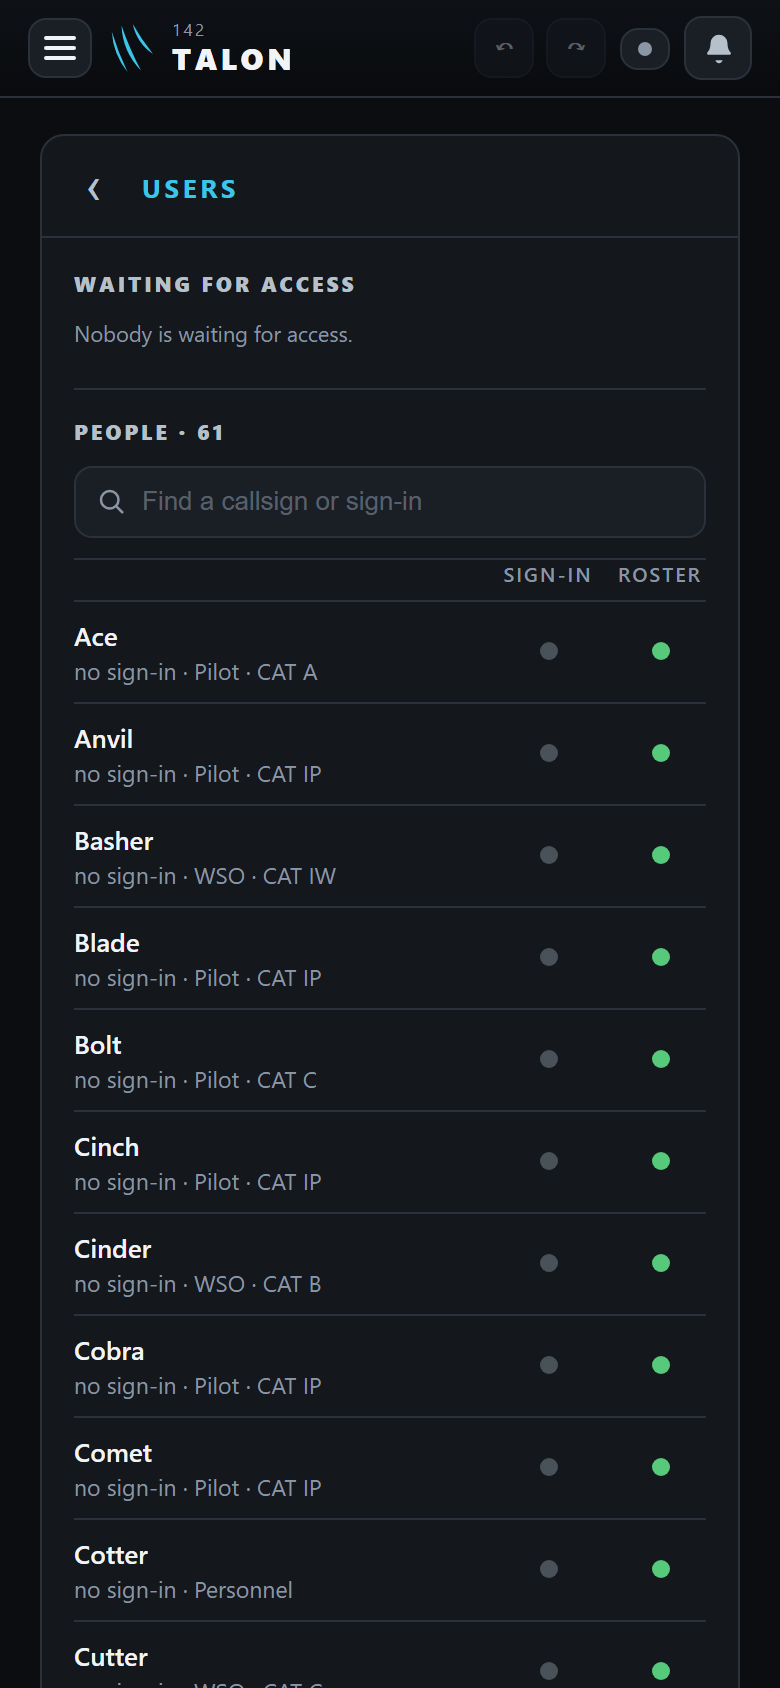 142
TALON
USERS
WAITING FOR ACCESS
Nobody is waiting for access.
PEOPLE · 61
Find a callsign or sign-in
SIGN-IN ROSTER
Ace
no sign-in · Pilot · CAT A
Anvil
no sign-in · Pilot · CAT IP
Basher
no sign-in · WSO · CAT IW
Blade
no sign-in · Pilot · CAT IP
Bolt
no sign-in · Pilot · CAT C
Cinch
no sign-in · Pilot · CAT IP
Cinder
no sign-in · WSO · CAT B
Cobra
no sign-in · Pilot · CAT IP
Comet
no sign-in · Pilot · CAT IP
Cotter
no sign-in · Personnel
Cutter